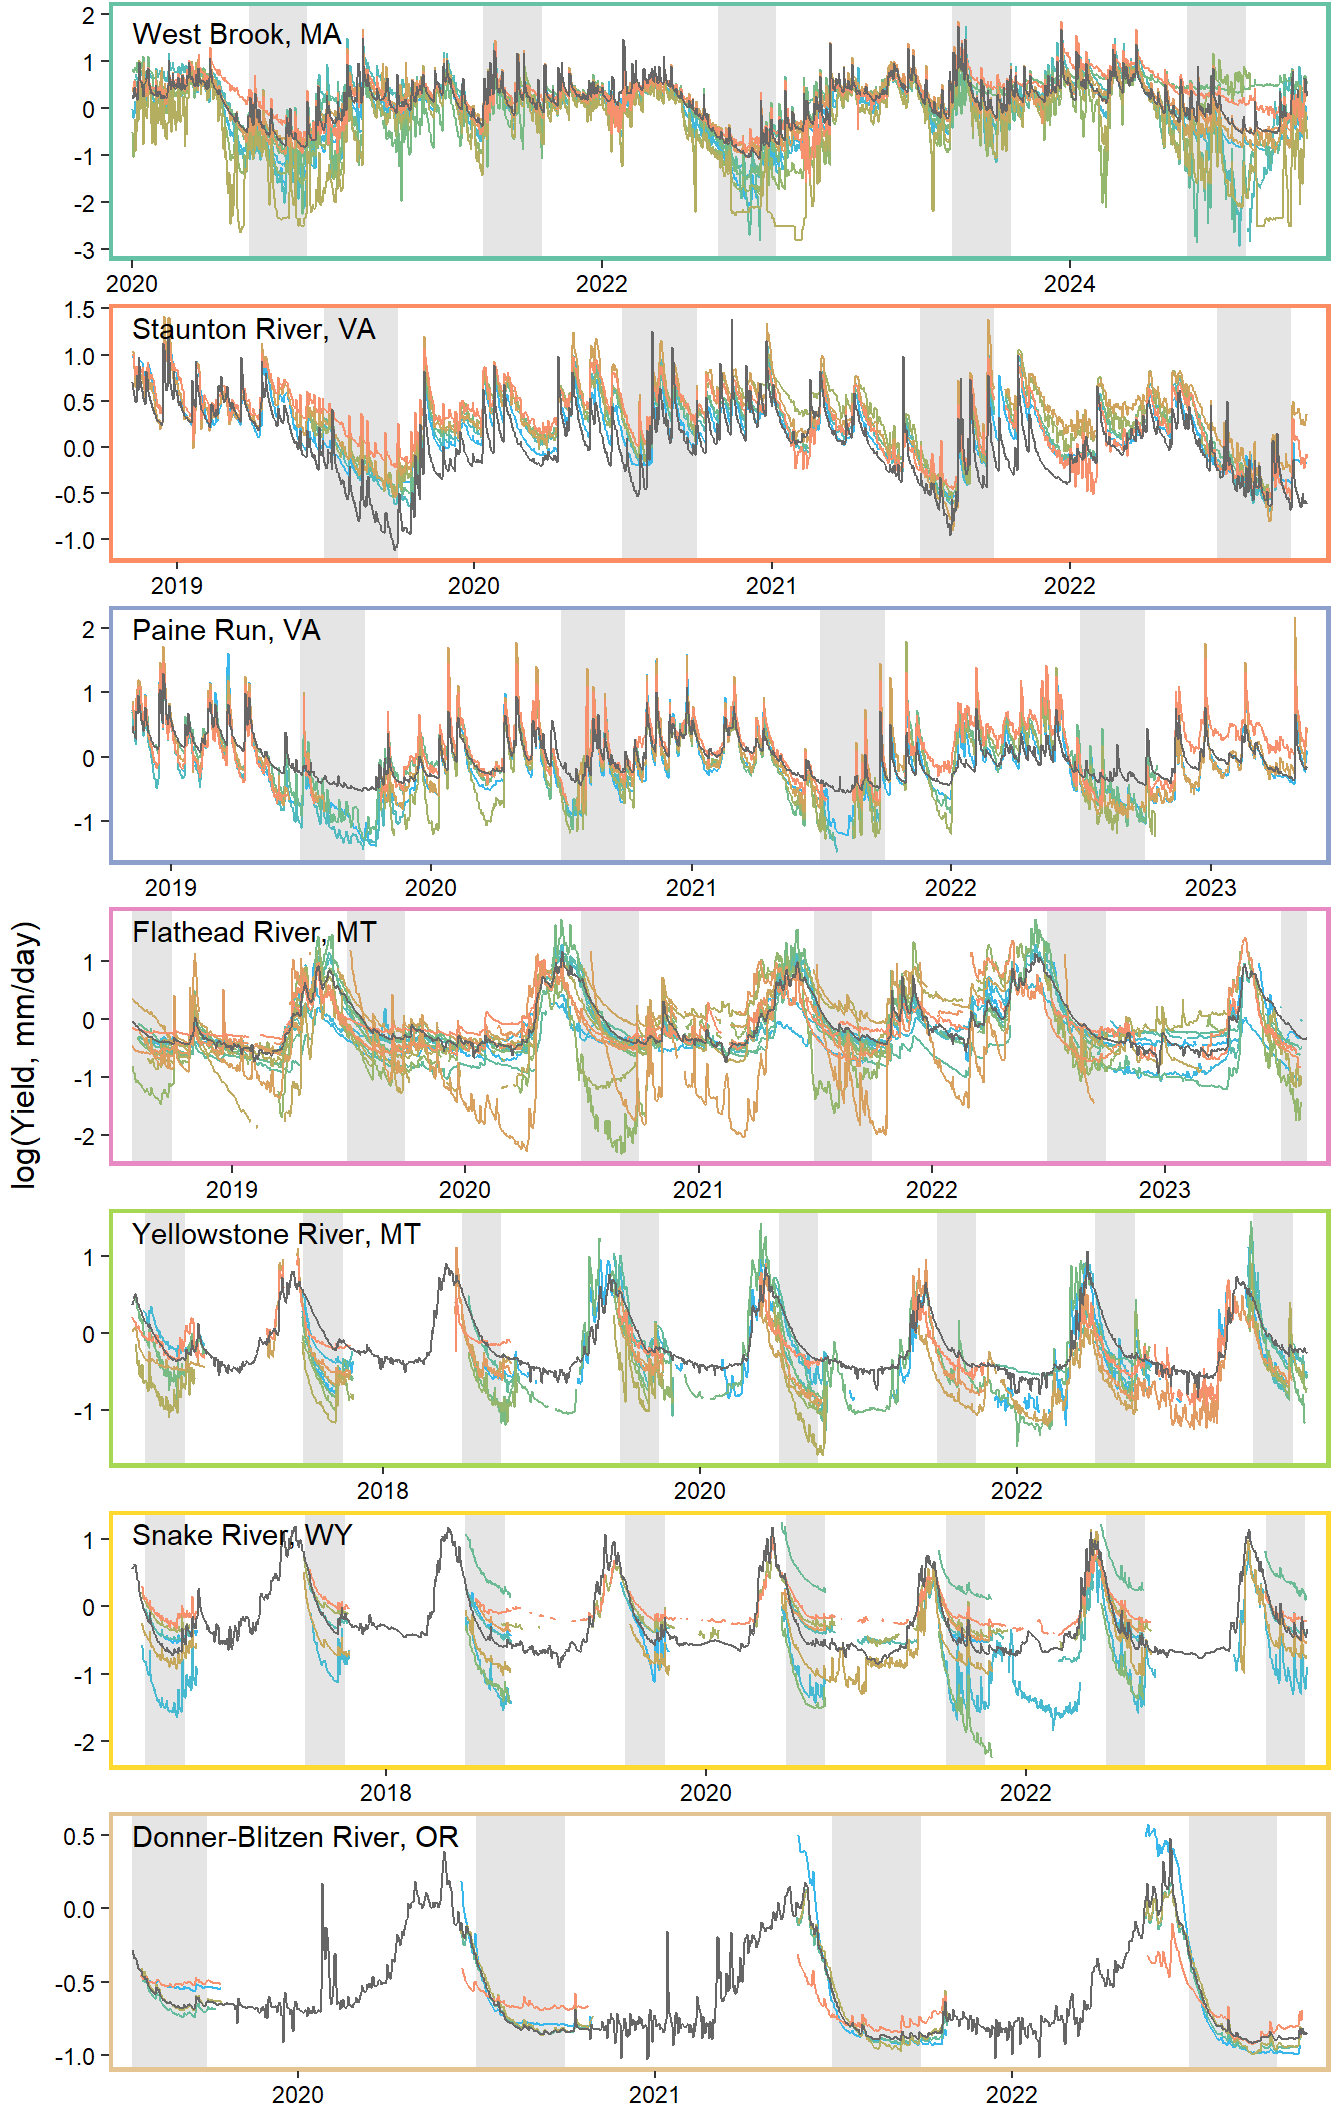 West Brook, MA
2
1
0
-1
-2
-3
2020 2022 2024
Staunton River, VA
1.5
1.0
0.5
0.0
-0.5
-1.0
2019 2020 2021 2022
Paine Run, VA
2
1
0
-1
2019 2020 2021 2022 2023
log(Yield, mm/day)
Flathead River, MT
1
0
-1
-2
2019 2020 2021 2022 2023
Yellowstone River, MT
1
0
-1
2018 2020 2022
Snake River, WY
1
0
-1
-2
2018 2020 2022
Donner-Blitzen River, OR
0.5
0.0
-0.5
-1.0
2020 2021 2022